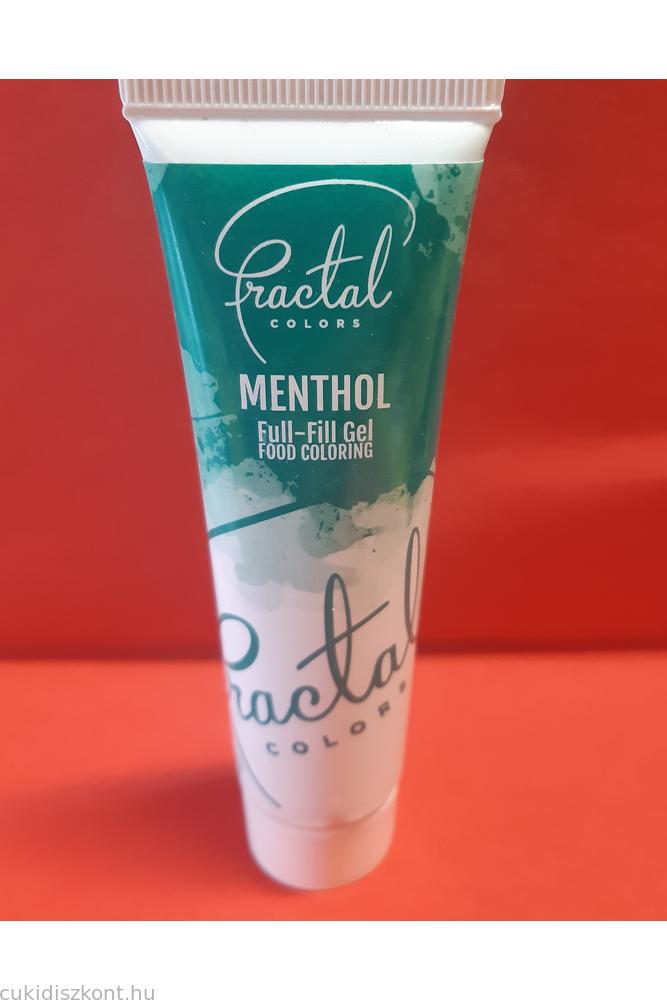 Fractal
COLORS
MENTHOL
Full-Fill Gel
FOOD COLORING
Fractal
COLORS
cukidiszkont.hu